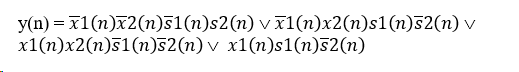 y(n) = x̅1(n)x̅2(n)s̅1(n)s2(n) ∨ x̅1(n)x2(n)s1(n)s̅2(n) ∨
x1(n)x2(n)s̅1(n)s̅2(n) ∨ x1(n)s1(n)s̅2(n)